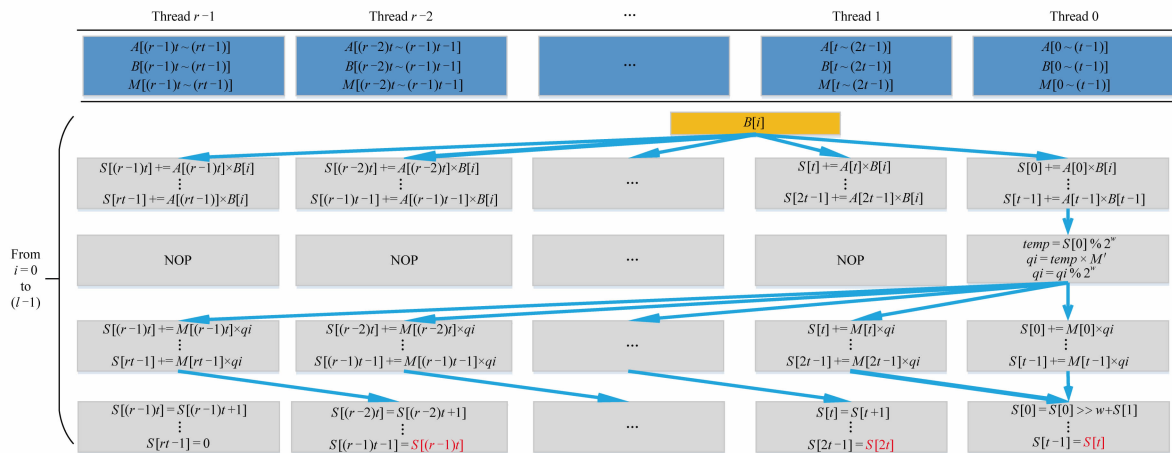 Thread r−1 Thread r−2 ⋯ Thread 1 Thread 0
A[(r−1)t ~ (rt−1)] A[(r−2)t ~ (r−1)t−1] A[t ~ (2t−1)] A[0 ~ (t−1)]
B[(r−1)t ~ (rt−1)] B[(r−2)t ~ (r−1)t−1] ⋯ B[t ~ (2t−1)] B[0 ~ (t−1)]
M[(r−1)t ~ (rt−1)] M[(r−2)t ~ (r−1)t−1] M[t ~ (2t−1)] M[0 ~ (t−1)]
B[i]
S[(r−1)t] += A[(r−1)t]×B[i] S[(r−2)t] += A[(r−2)t]×B[i] S[t] += A[t]×B[i] S[0] += A[0]×B[i]
⋮ ⋮ ⋯ ⋮ ⋮
S[rt−1] += A[(rt−1)]×B[i] S[(r−1)t−1] += A[(r−1)t−1]×B[i] S[2t−1] += A[2t−1]×B[i] S[t−1] += A[t−1]×B[t−1]
From
i=0
to
(l−1)
NOP NOP ⋯ NOP
temp = S[0] % 2^w
qi = temp × M′
qi = qi % 2^w
S[(r−1)t] += M[(r−1)t]×qi S[(r−2)t] += M[(r−2)t]×qi S[t] += M[t]×qi S[0] += M[0]×qi
⋮ ⋮ ⋯ ⋮ ⋮
S[rt−1] += M[rt−1]×qi S[(r−1)t−1] += M[(r−1)t−1]×qi S[2t−1] += M[2t−1]×qi S[t−1] += M[t−1]×qi
S[(r−1)t] = S[(r−1)t+1] S[(r−2)t] = S[(r−2)t+1] S[t] = S[t+1] S[0] = S[0] >> w+S[1]
⋮ ⋮ ⋯ ⋮ ⋮
S[rt−1] = 0 S[(r−1)t−1] = S[(r−1)t] S[2t−1] = S[2t] S[t−1] = S[t]